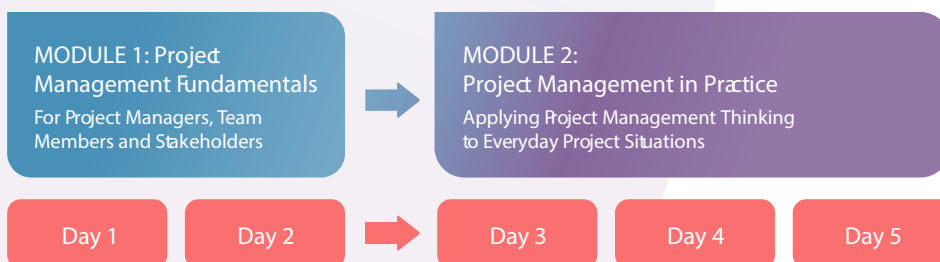 MODULE 1: Project
Management Fundamentals
For Project Managers, Team
Members and Stakeholders
MODULE 2:
Project Management in Practice
Applying Project Management Thinking
to Everyday Project Situations
Day 1
Day 2
Day 3
Day 4
Day 5